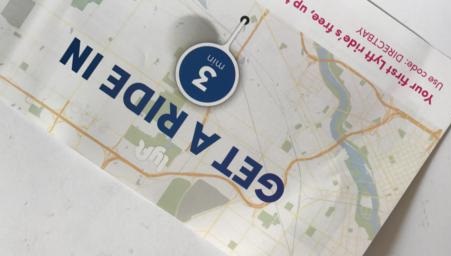 Your first Lyft ride's free, up t
Use code: DIRECTBAY
GET A RIDE IN
3
min
lyft